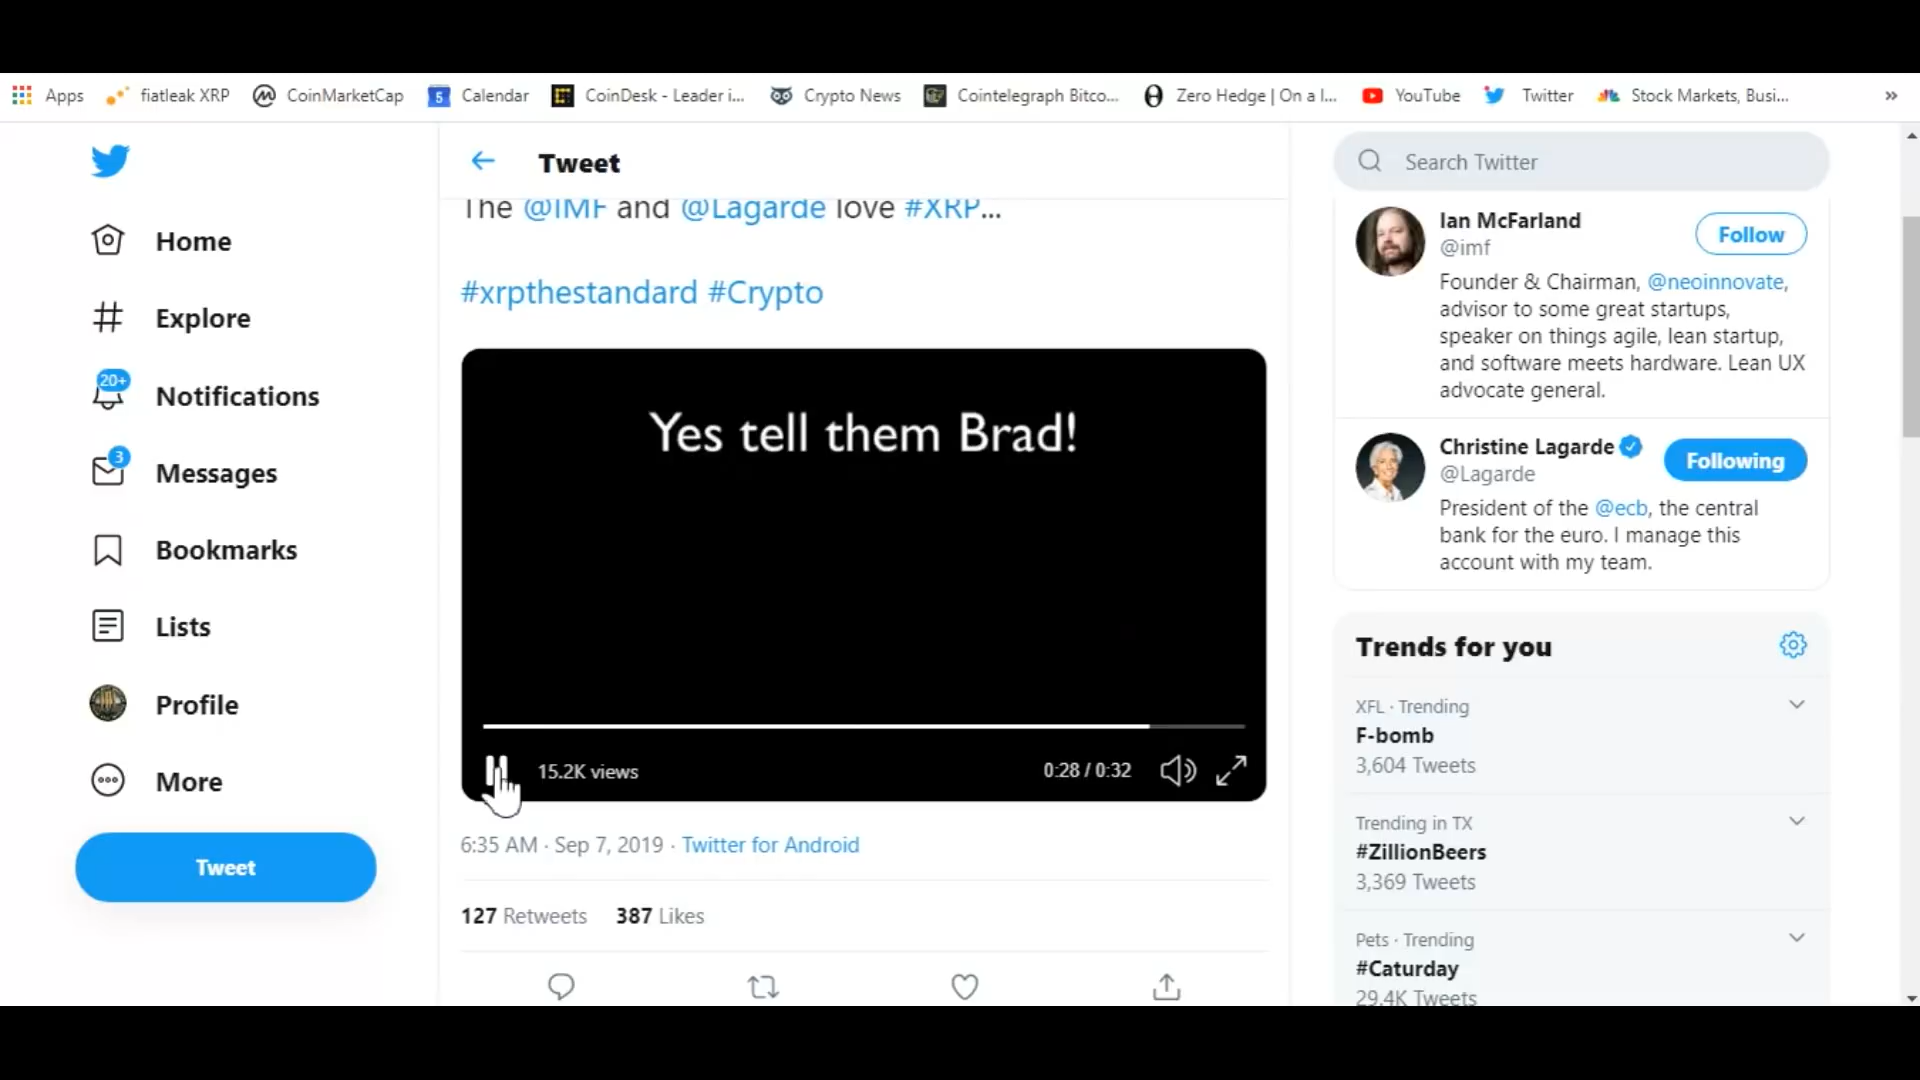 Apps fiatleak XRP CoinMarketCap 5 Calendar CoinDesk - Leader i... Crypto News Cointelegraph Bitco... Zero Hedge | On a l... YouTube Twitter Stock Markets, Busi... »
Home
Explore
20+
Notifications
3
Messages
Bookmarks
Lists
Profile
More
Tweet
Tweet
The @IMF and @Lagarde love #XRP...
#xrpthestandard #Crypto
Yes tell them Brad!
15.2K views
0:28 / 0:32
6:35 AM · Sep 7, 2019 · Twitter for Android
127 Retweets 387 Likes
Search Twitter
Ian McFarland
@imf
Follow
Founder & Chairman, @neoinnovate,
advisor to some great startups,
speaker on things agile, lean startup,
and software meets hardware. Lean UX
advocate general.
Christine Lagarde
@Lagarde
Following
President of the @ecb, the central
bank for the euro. I manage this
account with my team.
Trends for you
XFL · Trending
F-bomb
3,604 Tweets
Trending in TX
#ZillionBeers
3,369 Tweets
Pets · Trending
#Caturday
29.4K Tweets